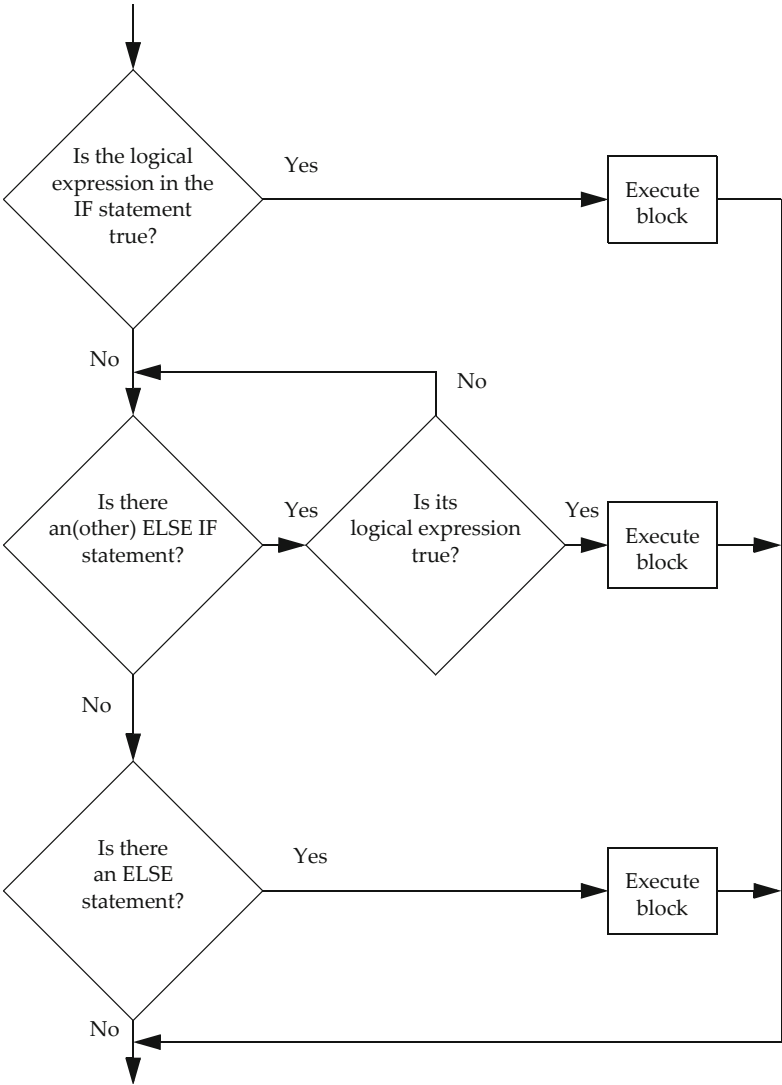 Is the logical
expression in the
IF statement
true?
Yes
Execute
block
No
No
Is there
an(other) ELSE IF
statement?
Yes
Is its
logical expression
true?
Yes
Execute
block
No
Is there
an ELSE
statement?
Yes
Execute
block
No